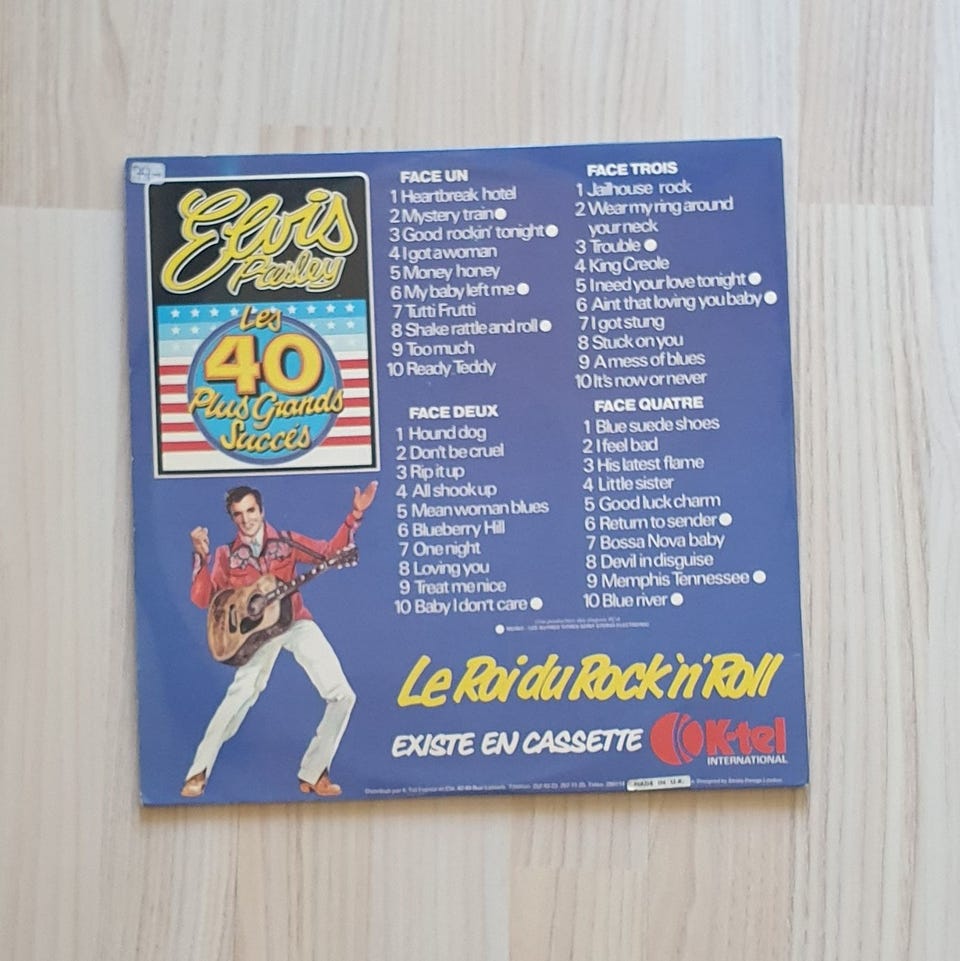 Elvis
Presley
Les
40
Plus Grands
Succés
FACE UN
1 Heartbreak hotel
2 Mystery train
3 Good rockin' tonight
4 I got a woman
5 Money honey
6 My baby left me
7 Tutti Frutti
8 Shake rattle and roll
9 Too much
10 Ready Teddy
FACE DEUX
1 Hound dog
2 Don't be cruel
3 Rip it up
4 All shook up
5 Mean woman blues
6 Blueberry Hill
7 One night
8 Loving you
9 Treat me nice
10 Baby I don't care
FACE TROIS
1 Jailhouse rock
2 Wear my ring around
your neck
3 Trouble
4 King Creole
5 I need your love tonight
6 Aint that loving you baby
7 I got stung
8 Stuck on you
9 A mess of blues
10 It's now or never
FACE QUATRE
1 Blue suede shoes
2 I feel bad
3 His latest flame
4 Little sister
5 Good luck charm
6 Return to sender
7 Bossa Nova baby
8 Devil in disguise
9 Memphis Tennessee
10 Blue river
Le Roi du Rock 'n' Roll
EXISTE EN CASSETTE
K-tel
INTERNATIONAL